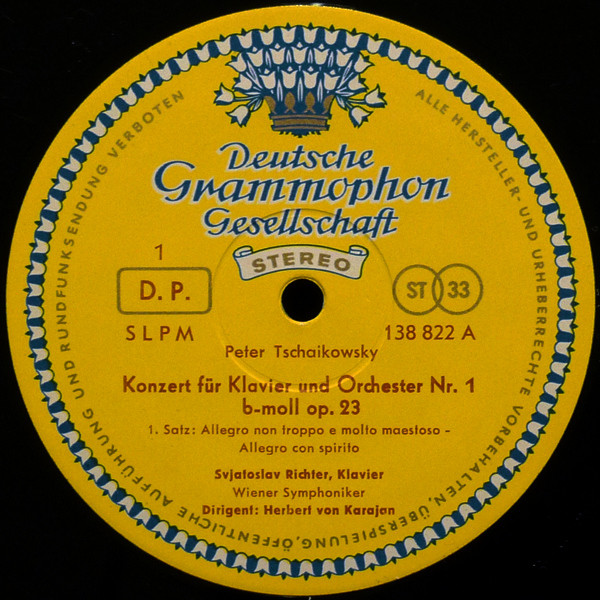 Deutsche
Grammophon
Gesellschaft
STEREO
1
D. P.
ST 33
SLPM
138 822 A
Peter Tschaikowsky
Konzert für Klavier und Orchester Nr. 1
b-moll op. 23
1. Satz: Allegro non troppo e molto maestoso –
Allegro con spirito
Svjatoslav Richter, Klavier
Wiener Symphoniker
Dirigent: Herbert von Karajan
ALLE HERSTELLER- UND URHEBERRECHTE VORBEHALTEN, ÜBERSPIELUNG, ÖFFENTLICHE AUFFÜHRUNG UND RUNDFUNKSENDUNG VERBOTEN